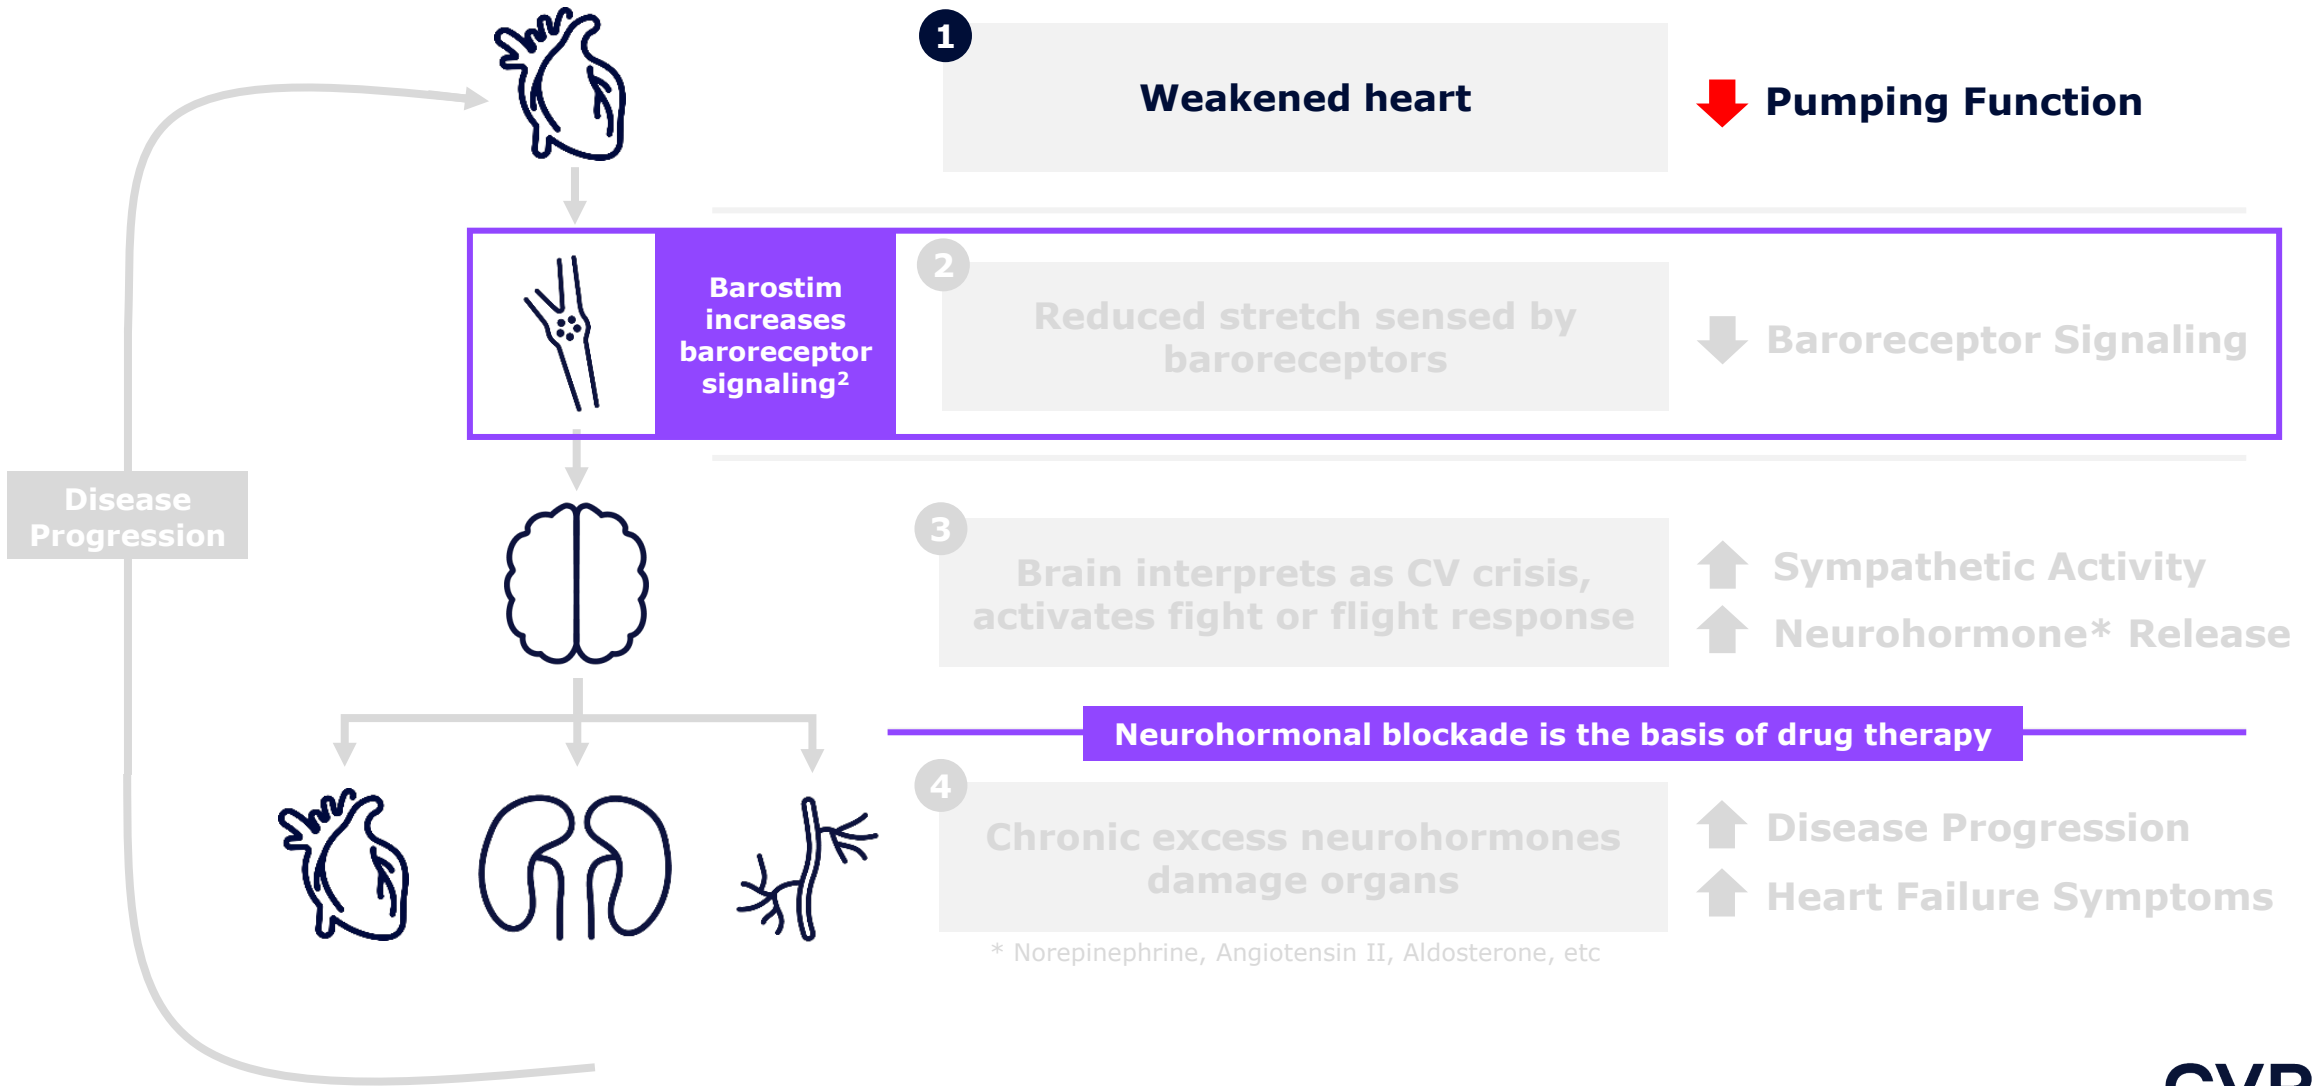 1
Weakened heart
Pumping Function
Barostim
increases
baroreceptor
signaling²
2
Reduced stretch sensed by
baroreceptors
Baroreceptor Signaling
Disease
Progression
3
Brain interprets as CV crisis,
activates fight or flight response
Sympathetic Activity
Neurohormone* Release
Neurohormonal blockade is the basis of drug therapy
4
Chronic excess neurohormones
damage organs
Disease Progression
Heart Failure Symptoms
* Norepinephrine, Angiotensin II, Aldosterone, etc